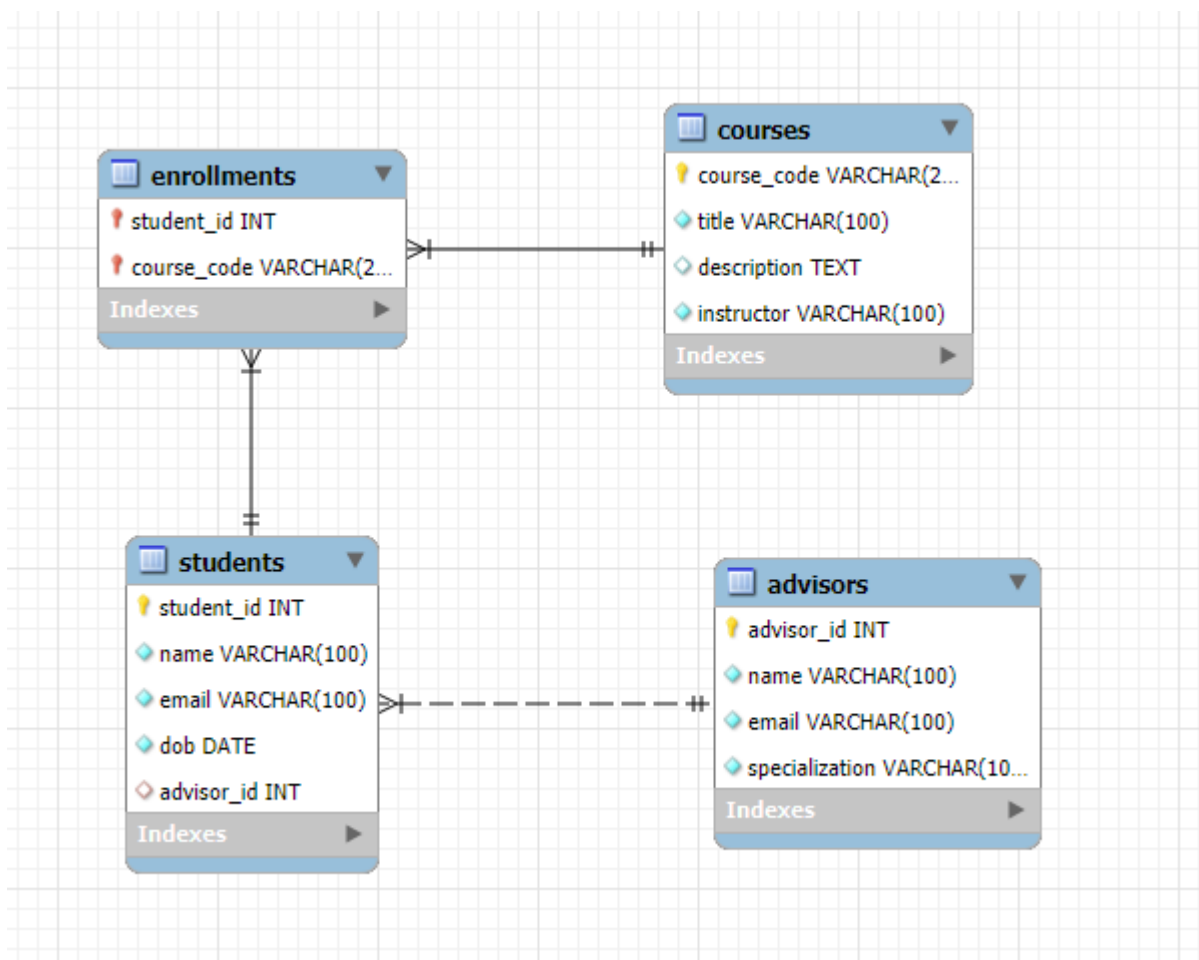 enrollments
student_id INT
course_code VARCHAR(2...
Indexes
courses
course_code VARCHAR(2...
title VARCHAR(100)
description TEXT
instructor VARCHAR(100)
Indexes
students
student_id INT
name VARCHAR(100)
email VARCHAR(100)
dob DATE
advisor_id INT
Indexes
advisors
advisor_id INT
name VARCHAR(100)
email VARCHAR(100)
specialization VARCHAR(10...
Indexes